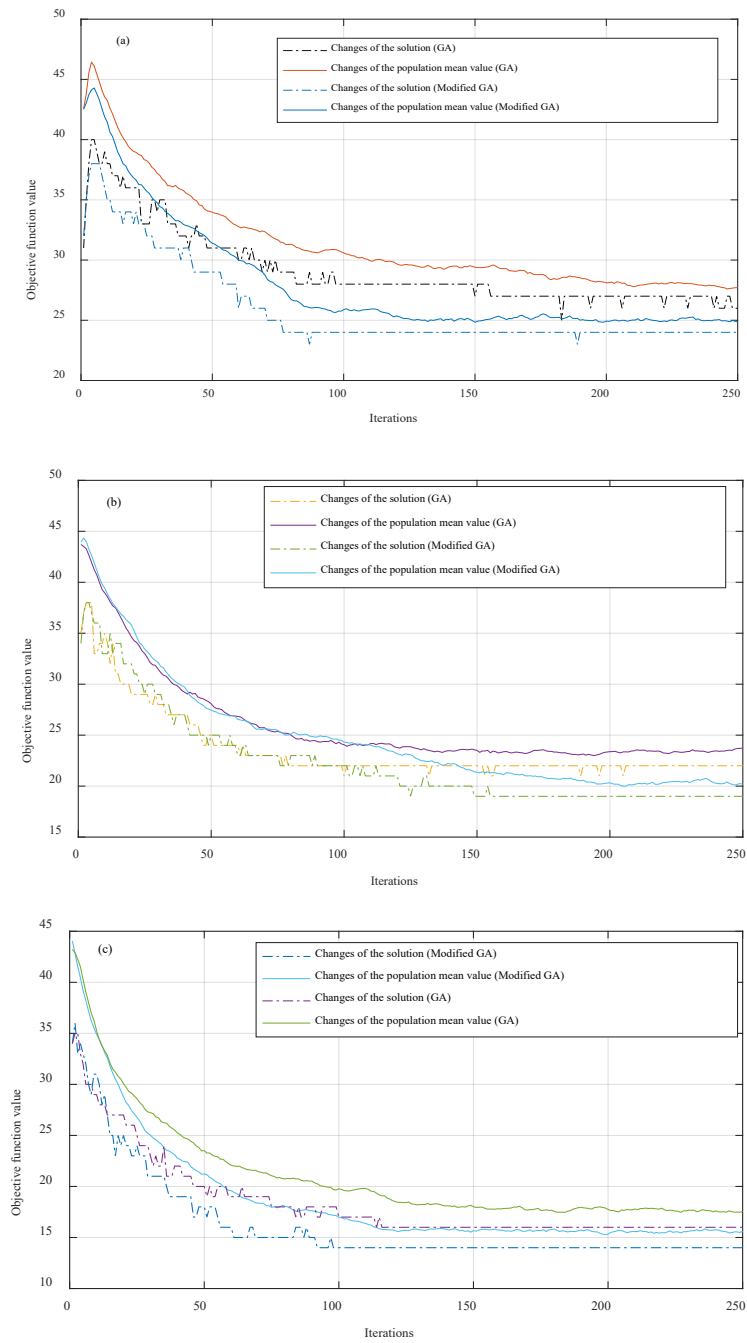 50
(a)
Changes of the solution (GA)
45
Changes of the population mean value (GA)
Changes of the solution (Modified GA)
Changes of the population mean value (Modified GA)
40
35
Objective function value
30
25
20
0
50
100
150
200
250
Iterations
50
(b)
Changes of the solution (GA)
45
Changes of the population mean value (GA)
Changes of the solution (Modified GA)
40
Changes of the population mean value (Modified GA)
35
Objective function value
30
25
20
15
0
50
100
150
200
250
Iterations
45
(c)
Changes of the solution (Modified GA)
40
Changes of the population mean value (Modified GA)
Changes of the solution (GA)
35
Changes of the population mean value (GA)
30
Objective function value
25
20
15
10
0
50
100
150
200
250
Iterations